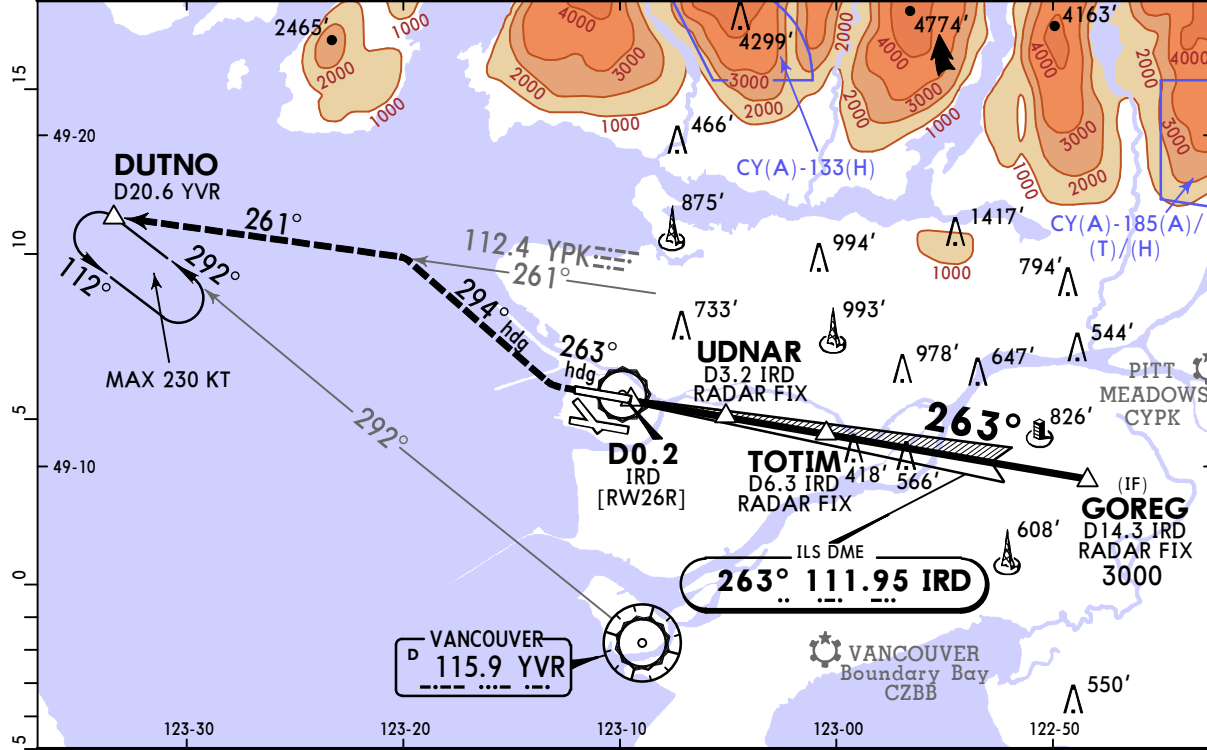 2465′
1000
4000
4299′
2000
4774′
4163′
4000
2000
3000
3000
4000
4000
1000
2000
2000
1000
2000
3000
1000
1000
3000
2000
1000
3000
466′
CY(A)-133(H)
CY(A)-185(A)/
(T)/(H)
15
49-20
10
5
49-10
0
5
DUTNO
D20.6 YVR
261°
292°
112°
MAX 230 KT
875′
112.4 YPK
261°
294° hdg
994′
1417′
1000
794′
733′
993′
544′
978′
647′
263°
hdg
UDNAR
D3.2 IRD
RADAR FIX
PITT
MEADOWS
CYPK
263°
826′
292°
D0.2
IRD
[RW26R]
TOTIM
D6.3 IRD
RADAR FIX
418′
566′
(IF)
GOREG
D14.3 IRD
RADAR FIX
3000
608′
ILS DME
263° 111.95 IRD
VANCOUVER
D 115.9 YVR
VANCOUVER
Boundary Bay
CZBB
550′
123-30
123-20
123-10
123-00
122-50